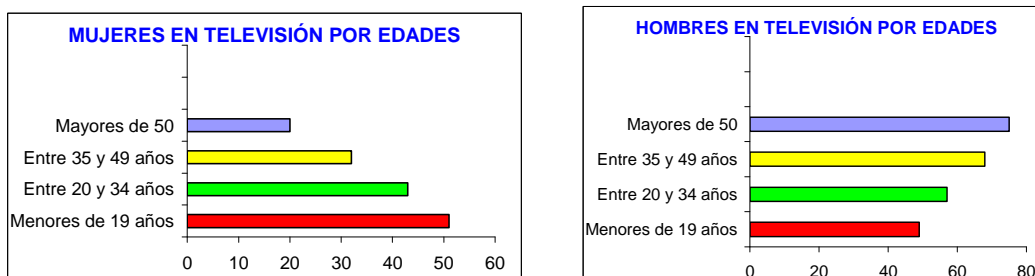 MUJERES EN TELEVISIÓN POR EDADES
Mayores de 50
Entre 35 y 49 años
Entre 20 y 34 años
Menores de 19 años
0 10 20 30 40 50 60
HOMBRES EN TELEVISIÓN POR EDADES
Mayores de 50
Entre 35 y 49 años
Entre 20 y 34 años
Menores de 19 años
0 20 40 60 80